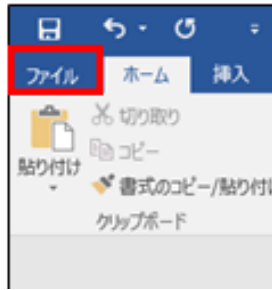 ファイル ホーム 挿入
切り取り
コピー
貼り付け
書式のコピー/貼り付け
クリップボード